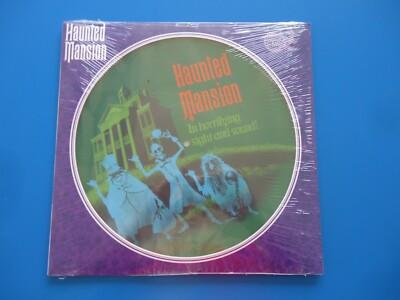 Haunted
Mansion
Haunted
Mansion
In horrifying
sight and sound!